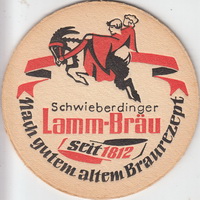 Schwieberdinger
Lamm-Bräu
seit 1812
Nach gutem altem Braurezept